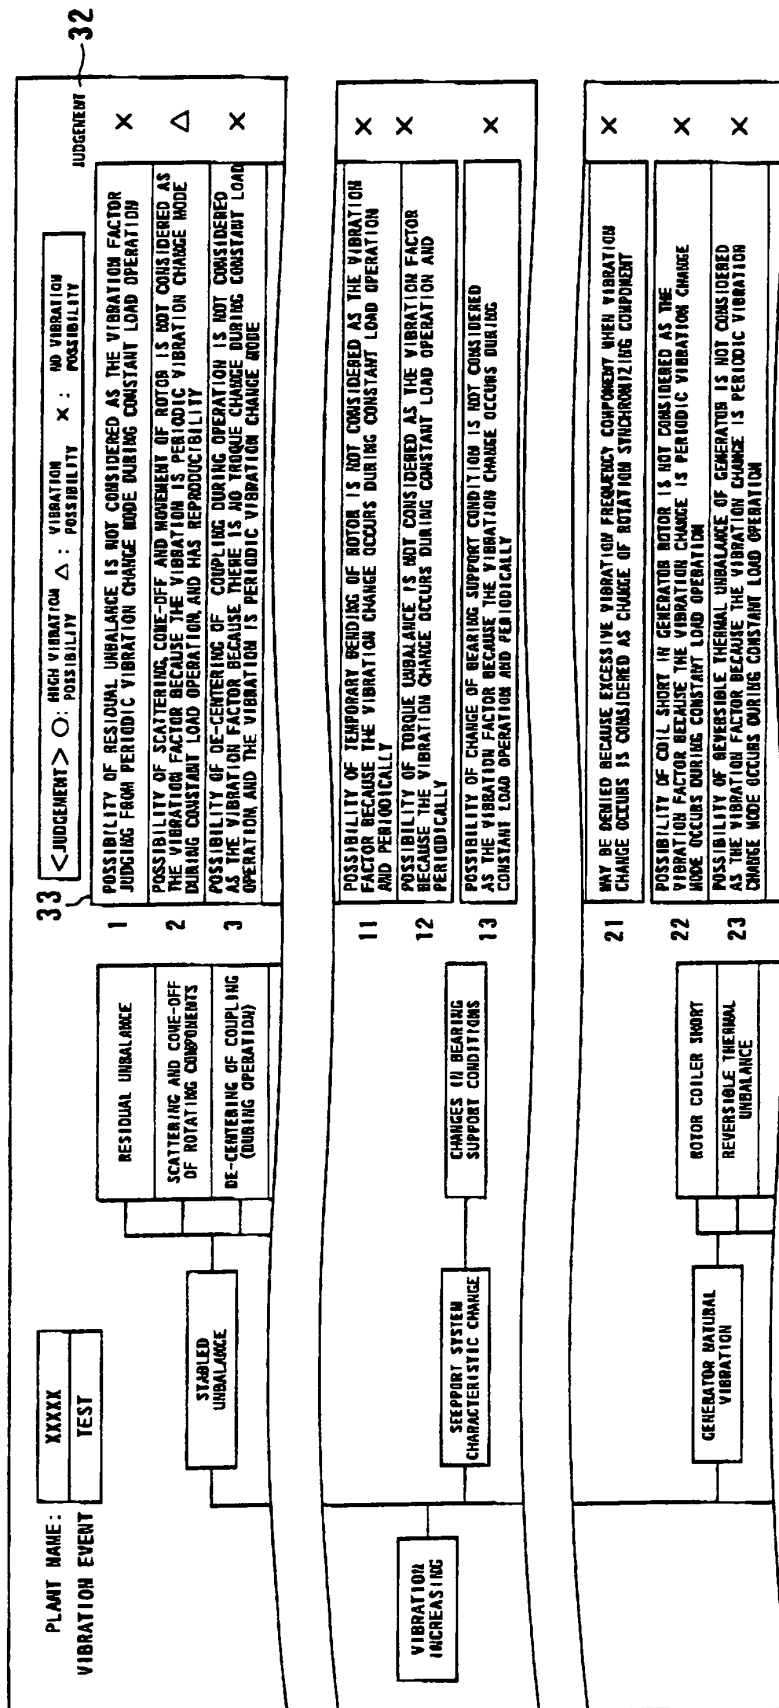 PLANT NAME: XXXXX
VIBRATION EVENT TEST
33
<JUDGEMENT> ○: HIGH VIBRATION POSSIBILITY △: VIBRATION POSSIBILITY ×: NO VIBRATION POSSIBILITY
JUDGEMENT
32
VIBRATION
INCREASING
STABLED
UNBALANCE
RESIDUAL UNBALANCE
1
POSSIBILITY OF RESIDUAL UNBALANCE IS NOT CONSIDERED AS THE VIBRATION FACTOR
JUDGING FROM PERIODIC VIBRATION CHANGE MODE DURING CONSTANT LOAD OPERATION
×
SCATTERING AND COME-OFF
OF ROTATING COMPONENTS
2
POSSIBILITY OF SCATTERING, COME-OFF AND MOVEMENT OF ROTOR IS NOT CONSIDERED AS
THE VIBRATION FACTOR BECAUSE THE VIBRATION IS PERIODIC VIBRATION CHANGE MODE
DURING CONSTANT LOAD OPERATION, AND HAS REPRODUCIBILITY
△
DE-CENTERING OF COUPLING
(DURING OPERATION)
3
POSSIBILITY OF DE-CENTERING OF COUPLING DURING OPERATION IS NOT CONSIDERED
AS THE VIBRATION FACTOR BECAUSE THERE IS NO TROQUE CHANGE DURING CONSTANT LOAD
OPERATION, AND THE VIBRATION IS PERIODIC VIBRATION CHANGE MODE
×
11
POSSIBILITY OF TEMPORARY BENDING OF ROTOR IS NOT CONSIDERED AS THE VIBRATION
FACTOR BECAUSE THE VIBRATION CHANGE OCCURS DURING CONSTANT LOAD OPERATION
AND PERIODICALLY
×
12
POSSIBILITY OF TORQUE UNBALANCE IS NOT CONSIDERED AS THE VIBRATION FACTOR
BECAUSE THE VIBRATION CHANGE OCCURS DURING CONSTANT LOAD OPERATION AND
PERIODICALLY
×
SEEPPORT SYSTEM
CHARACTERISTIC CHANGE
CHANGES IN BEARING
SUPPORT CONDITIONS
13
POSSIBILITY OF CHANGE OF BEARING SUPPORT CONDITION IS NOT CONSIDERED
AS THE VIBRATION FACTOR BECAUSE THE VIBRATION CHANGE OCCURS DURING
CONSTANT LOAD OPERATION AND PERIODICALLY
×
21
MAY BE DENIED BECAUSE EXCESSIVE VIBRATION FREQUENCY COMPONENT WHEN VIBRATION
CHANGE OCCURS IS CONSIDERED AS CHANGE OF ROTATION SYNCHRONIZING COMPONENT
×
GENERATOR NATURAL
VIBRATION
ROTOR COILER SHORT
22
POSSIBILITY OF COIL SHORT IN GENERATOR ROTOR IS NOT CONSIDERED AS THE
VIBRATION FACTOR BECAUSE THE VIBRATION CHANGE IS PERIODIC VIBRATION CHANGE
MODE OCCURS DURING CONSTANT LOAD OPERATION
×
REVERSIBLE THERMAL
UNBALANCE
23
POSSIBILITY OF REVERSIBLE THERMAL UNBALANCE OF GENERATOR IS NOT CONSIDERED
AS THE VIBRATION FACTOR BECAUSE THE VIBRATION CHANGE IS PERIODIC VIBRATION
CHANGE MODE OCCURS DURING CONSTANT LOAD OPERATION
×